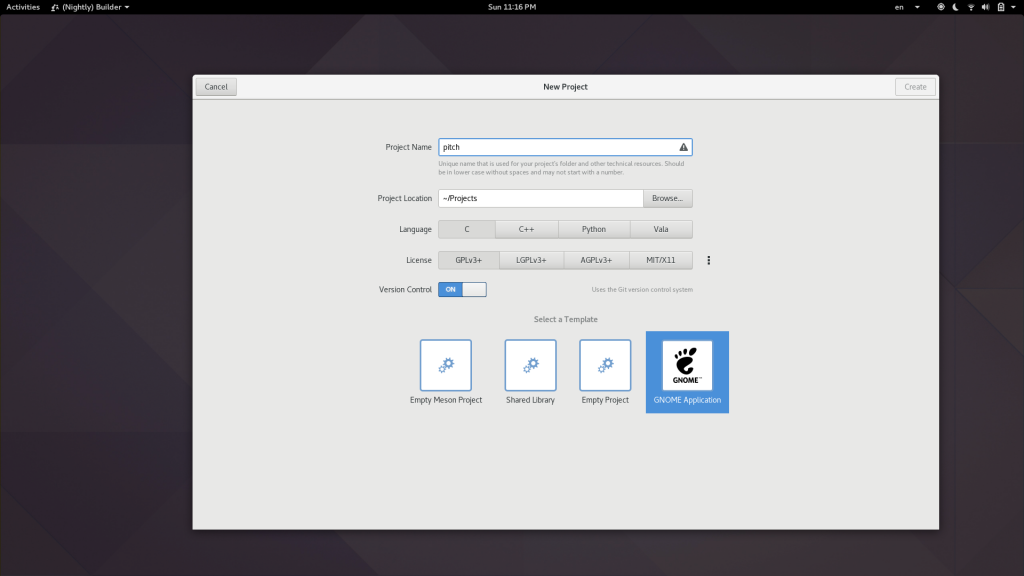 Activities (Nightly) Builder Sun 11:16 PM en
Cancel New Project Create
Project Name pitch
Unique name that is used for your project's folder and other technical resources. Should
be in lower case without spaces and may not start with a number.
Project Location ~/Projects Browse...
Language C C++ Python Vala
License GPLv3+ LGPLv3+ AGPLv3+ MIT/X11
Version Control ON Uses the Git version control system
Select a Template
GNOME™
Empty Meson Project Shared Library Empty Project GNOME Application